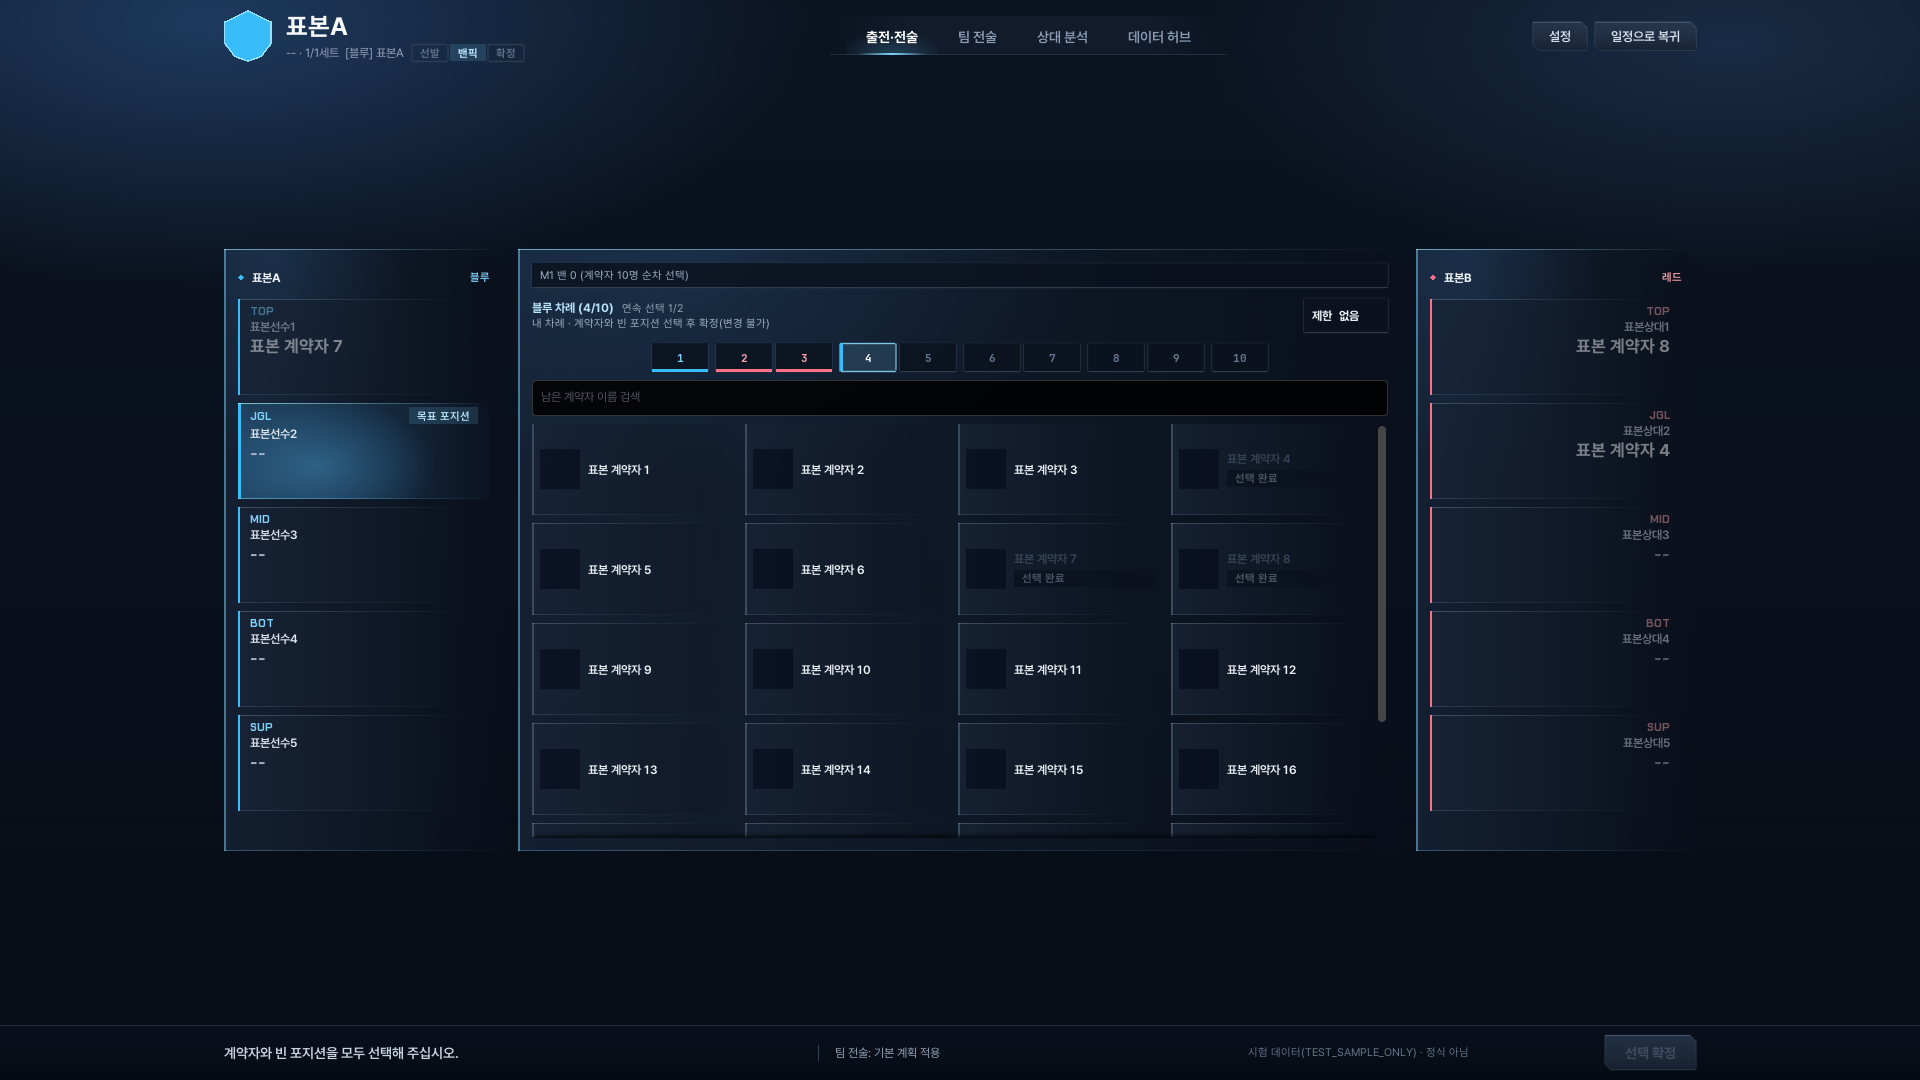 표본A
-- · 1/1세트 [블루] 표본A 선발 밴픽 확정
출전·전술 팀 전술 상대 분석 데이터 허브
설정 일정으로 복귀
표본A 블루
TOP
표본선수1
표본 계약자 7
JGL 목표 포지션
표본선수2
--
MID
표본선수3
--
BOT
표본선수4
--
SUP
표본선수5
--
M1 밴 0 (계약자 10명 순차 선택)
블루 차례 (4/10) 연속 선택 1/2
내 차례 · 계약자와 빈 포지션 선택 후 확정(변경 불가)
제한 없음
1 2 3 4 5 6 7 8 9 10
남은 계약자 이름 검색
표본 계약자 1
표본 계약자 2
표본 계약자 3
표본 계약자 4
선택 완료
표본 계약자 5
표본 계약자 6
표본 계약자 7
선택 완료
표본 계약자 8
선택 완료
표본 계약자 9
표본 계약자 10
표본 계약자 11
표본 계약자 12
표본 계약자 13
표본 계약자 14
표본 계약자 15
표본 계약자 16
표본B 레드
TOP
표본상대1
표본 계약자 8
JGL
표본상대2
표본 계약자 4
MID
표본상대3
--
BOT
표본상대4
--
SUP
표본상대5
--
계약자와 빈 포지션을 모두 선택해 주십시오.
팀 전술: 기본 계획 적용
시험 데이터(TEST_SAMPLE_ONLY) · 정식 아님
선택 확정